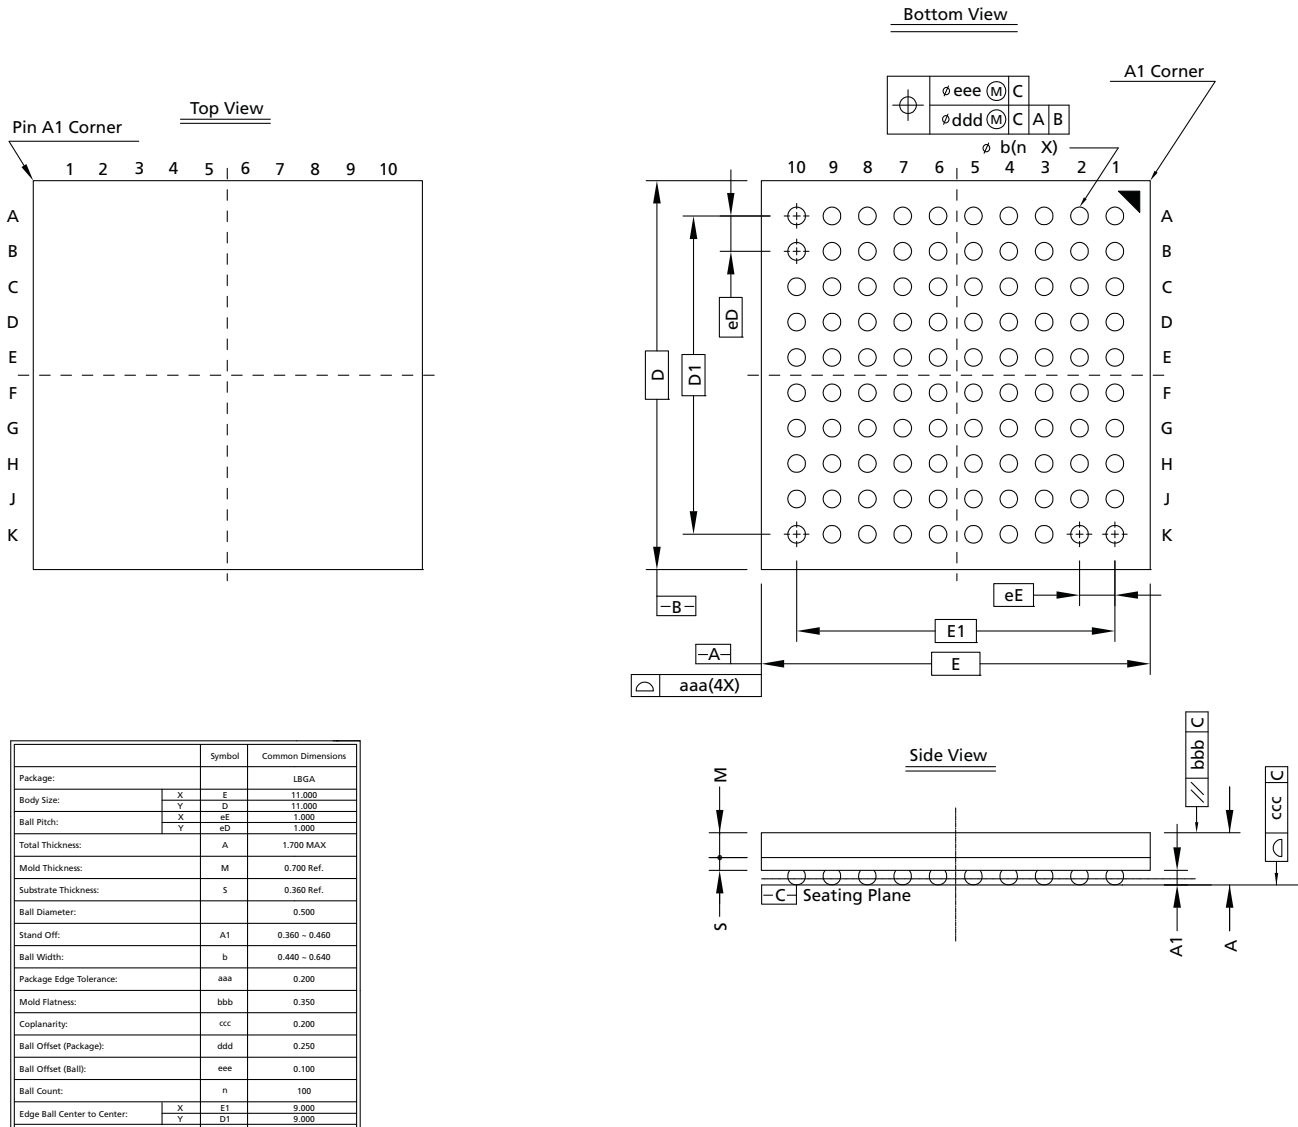 Bottom View
A1 Corner
⌀eee Ⓜ C
⌀ddd Ⓜ C A B
⌀ b(n X)
10 9 8 7 6 5 4 3 2 1
A
B
C
D
E
F
G
H
J
K
eD
D
D1
–B–
eE
E1
–A–
E
aaa(4X)
Top View
Pin A1 Corner
1 2 3 4 5 6 7 8 9 10
A
B
C
D
E
F
G
H
J
K
Side View
M
S
–C– Seating Plane
bbb C
ccc C
A1
A
Symbol Common Dimensions
Package: LBGA
Body Size: X E 11.000
Y D 11.000
Ball Pitch: X eE 1.000
Y eD 1.000
Total Thickness: A 1.700 MAX
Mold Thickness: M 0.700 Ref.
Substrate Thickness: S 0.360 Ref.
Ball Diameter: 0.500
Stand Off: A1 0.360 ~ 0.460
Ball Width: b 0.440 ~ 0.640
Package Edge Tolerance: aaa 0.200
Mold Flatness: bbb 0.350
Coplanarity: ccc 0.200
Ball Offset (Package): ddd 0.250
Ball Offset (Ball): eee 0.100
Ball Count: n 100
Edge Ball Center to Center: X E1 9.000
Y D1 9.000